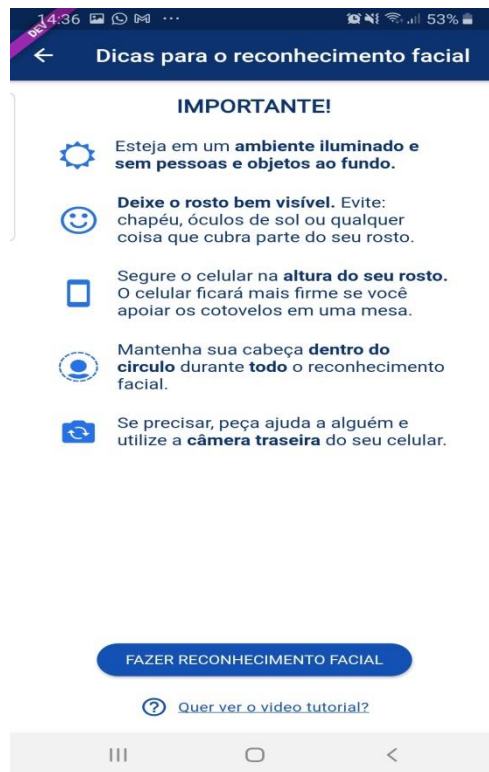 14:36
53%
DEV
Dicas para o reconhecimento facial
IMPORTANTE!
Esteja em um ambiente iluminado e
sem pessoas e objetos ao fundo.
Deixe o rosto bem visível. Evite:
chapéu, óculos de sol ou qualquer
coisa que cubra parte do seu rosto.
Segure o celular na altura do seu rosto.
O celular ficará mais firme se você
apoiar os cotovelos em uma mesa.
Mantenha sua cabeça dentro do
circulo durante todo o reconhecimento
facial.
Se precisar, peça ajuda a alguém e
utilize a câmera traseira do seu celular.
FAZER RECONHECIMENTO FACIAL
Quer ver o video tutorial?